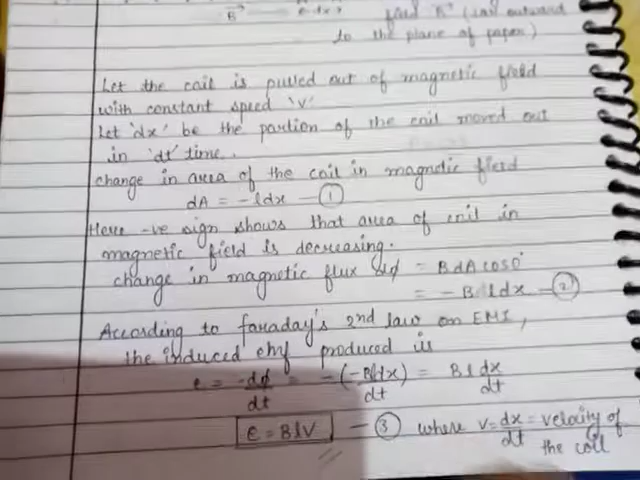 B→ field B→ (and outward
to the plane of paper)
Let the coil is pulled out of magnetic field
with constant speed 'v'
Let 'dx' be the portion of the coil moved out
in 'dt' time.
change in area of the coil in magnetic field
dA = -ldx — ①
Here -ve sign shows that area of coil in
magnetic field is decreasing.
change in magnetic flux dϕ = B dA cos0°
= - B l dx — ②
According to faraday's 2nd law on EMI,
the induced emf produced is
e = -dϕ/dt = -(-Bldx)/dt = Bl dx/dt
e = BlV — ③ where v = dx/dt = velocity of
the coil